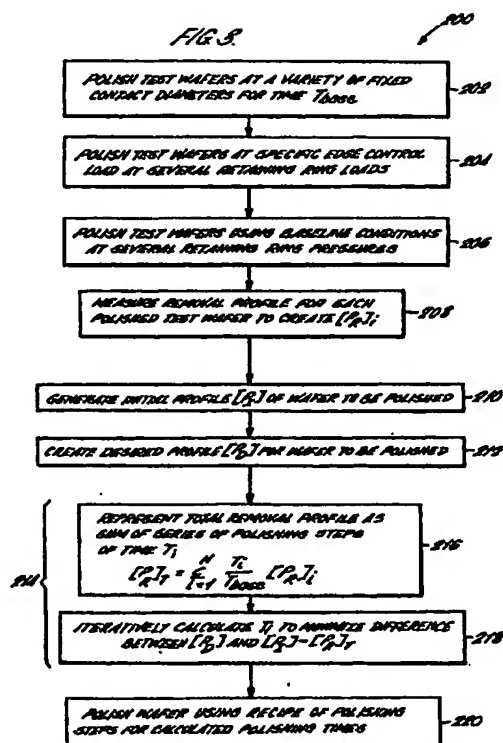 FIG. 3.
200
POLISH TEST WAFERS AT A VARIETY OF FIXED
CONTACT DIAMETERS FOR TIME TBASE
202
POLISH TEST WAFERS AT SPECIFIC EDGE CONTROL
LOAD AT SEVERAL RETAINING RING LOADS
204
POLISH TEST WAFERS USING BASELINE CONDITIONS
AT SEVERAL RETAINING RING PRESSURES
206
MEASURE REMOVAL PROFILE FOR EACH
POLISHED TEST WAFER TO CREATE [PR]i
208
GENERATE INITIAL PROFILE [PI] OF WAFER TO BE POLISHED
210
CREATE DESIRED PROFILE [PD] FOR WAFER TO BE POLISHED
212
REPRESENT TOTAL REMOVAL PROFILE AS
SUM OF SERIES OF POLISHING STEPS
OF TIME Ti
[PR]T = Σ i=1 N Ti/TBASE [PR]i
216
214
ITERATIVELY CALCULATE Ti TO MINIMIZE DIFFERENCE
BETWEEN [PD] AND [PI]-[PR]T
218
POLISH WAFER USING RECIPE OF POLISHING
STEPS FOR CALCULATED POLISHING TIMES
220